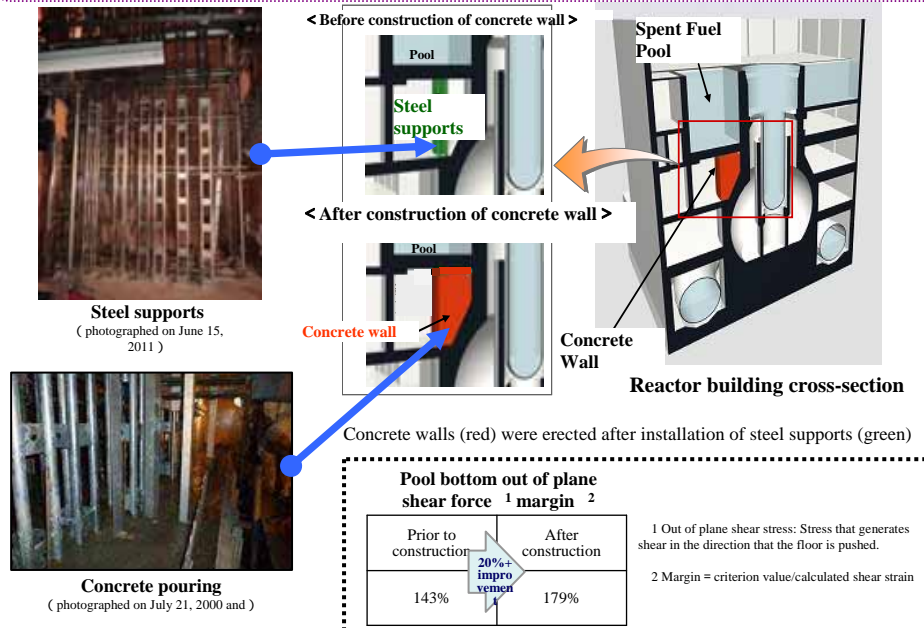 < Before construction of concrete wall >
Pool
Steel
supports
< After construction of concrete wall >
Pool
Concrete wall
Spent Fuel
Pool
Concrete
Wall
Reactor building cross-section
Steel supports
( photographed on June 15,
2011 )
Concrete pouring
( photographed on July 21, 2000 and )
Concrete walls (red) were erected after installation of steel supports (green)
Pool bottom out of plane
shear force 1 margin 2
Prior to
construction
After
construction
20%+
impro
vemen
t
143%
179%
1 Out of plane shear stress: Stress that generates
shear in the direction that the floor is pushed.
2 Margin = criterion value/calculated shear strain